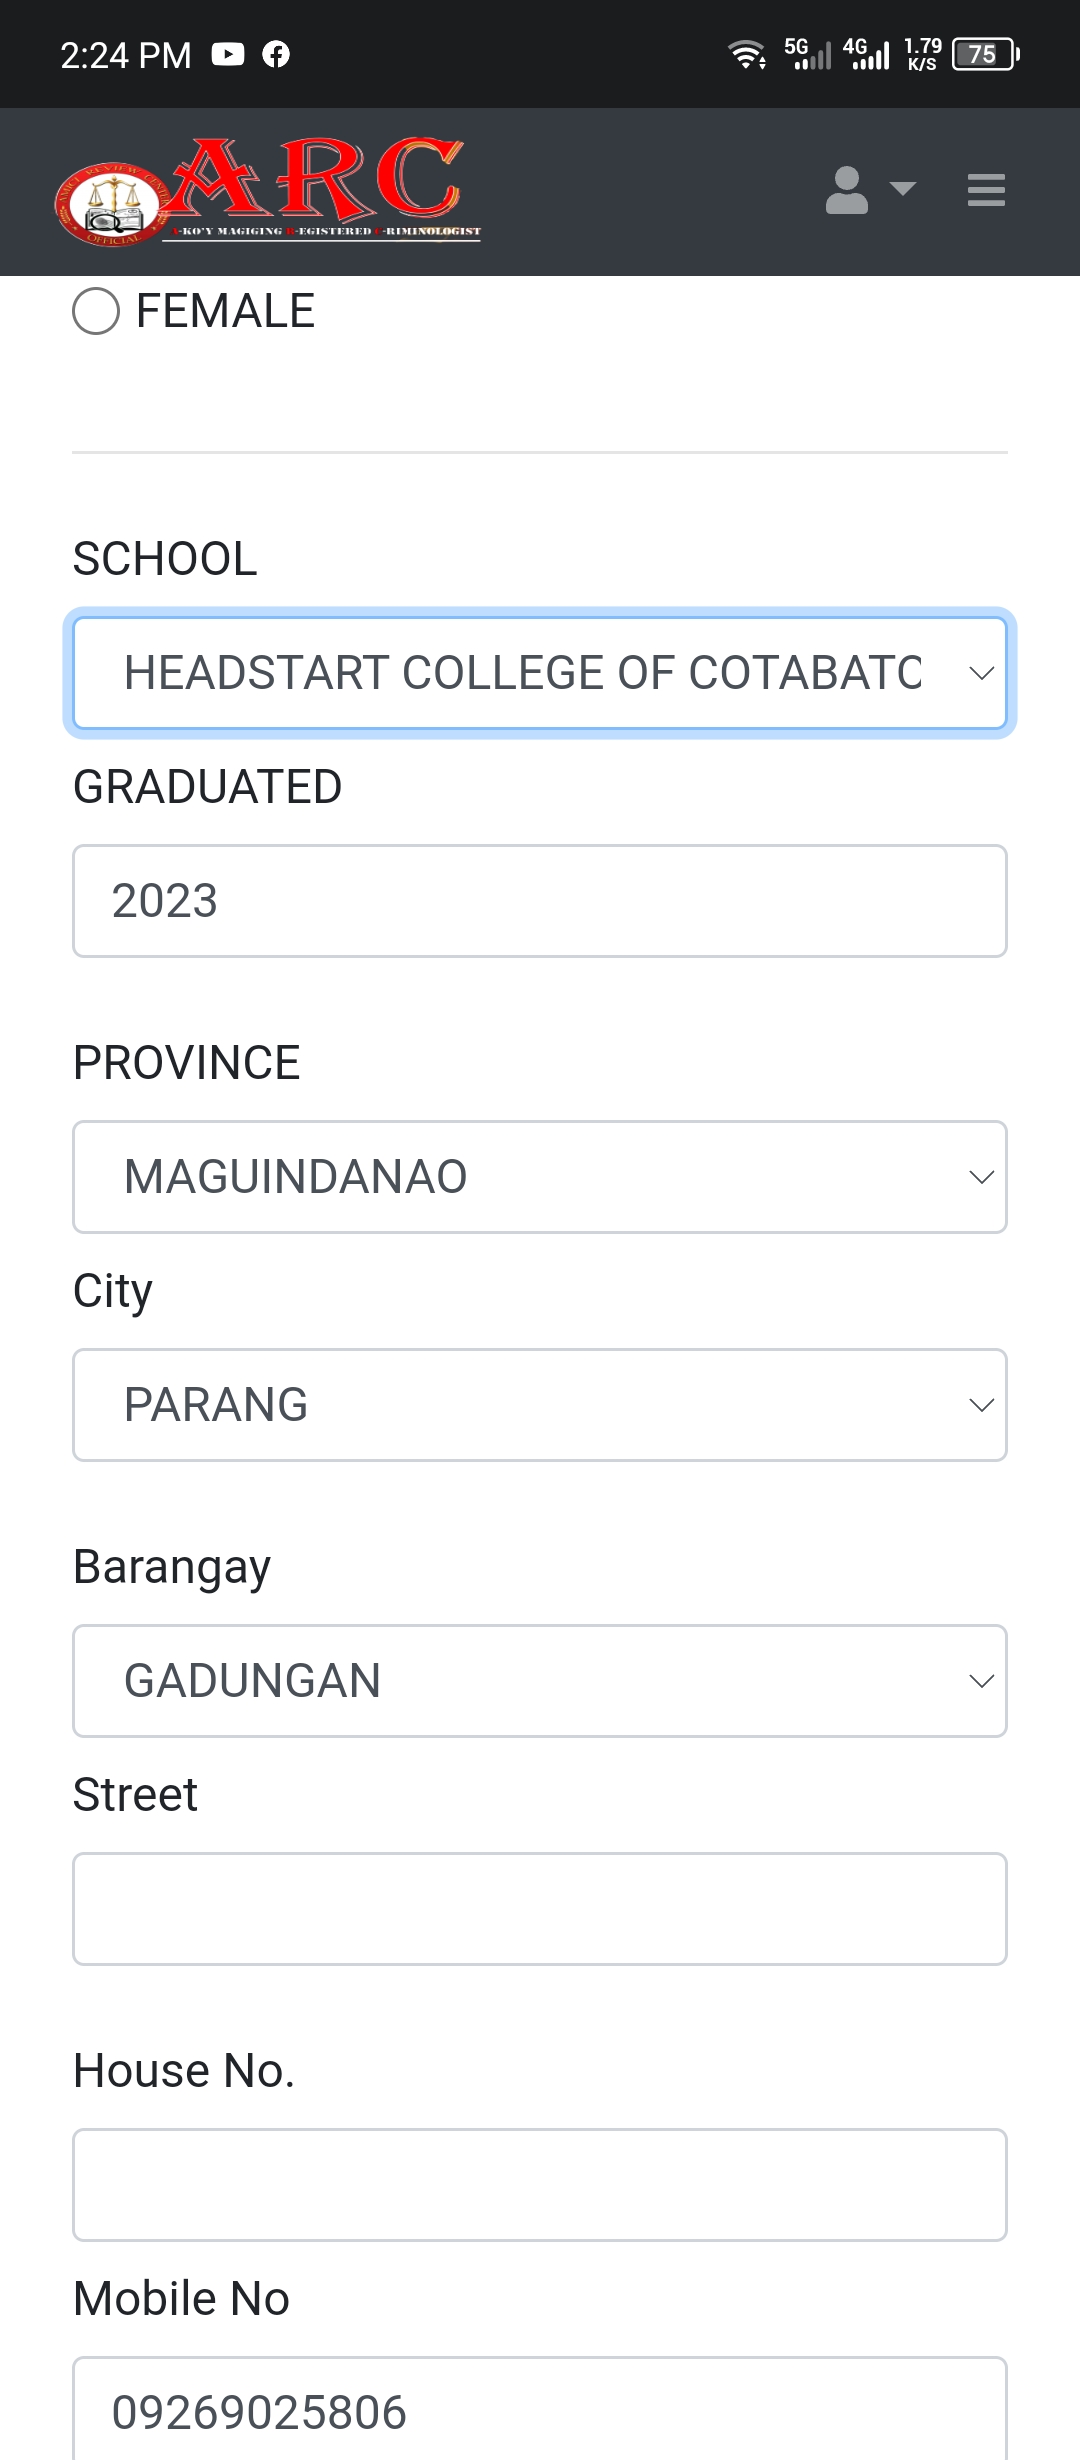 2:24 PM
5G 4G 1.79 K/S 75
ARC
A-KO'Y MAGIGING R-EGISTERED C-RIMINOLOGIST
OFFICIAL
FEMALE
SCHOOL
HEADSTART COLLEGE OF COTABATO
GRADUATED
2023
PROVINCE
MAGUINDANAO
City
PARANG
Barangay
GADUNGAN
Street
House No.
Mobile No
09269025806